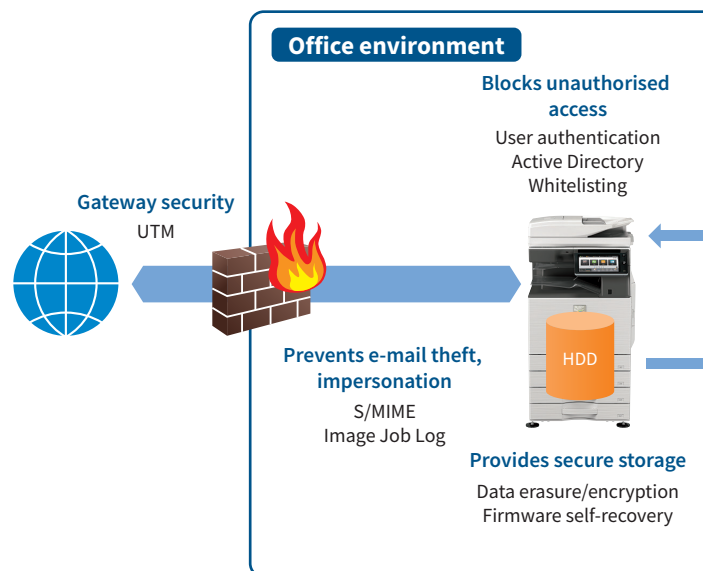 Office environment
Blocks unauthorised
access
User authentication
Active Directory
Whitelisting
Gateway security
UTM
Prevents e-mail theft,
impersonation
S/MIME
Image Job Log
HDD
Provides secure storage
Data erasure/encryption
Firmware self-recovery